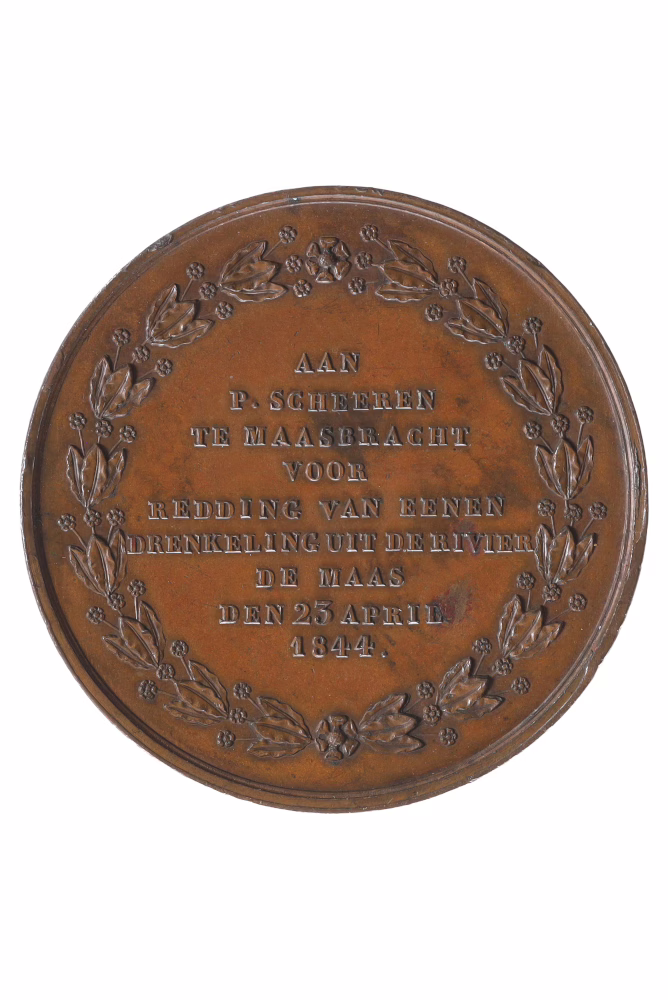 AAN
P. SCHEEREN
TE MAASBRACHT
VOOR
REDDING VAN EENEN
DRENKELING UIT DE RIVIER
DE MAAS
DEN 23 APRIL
1844.